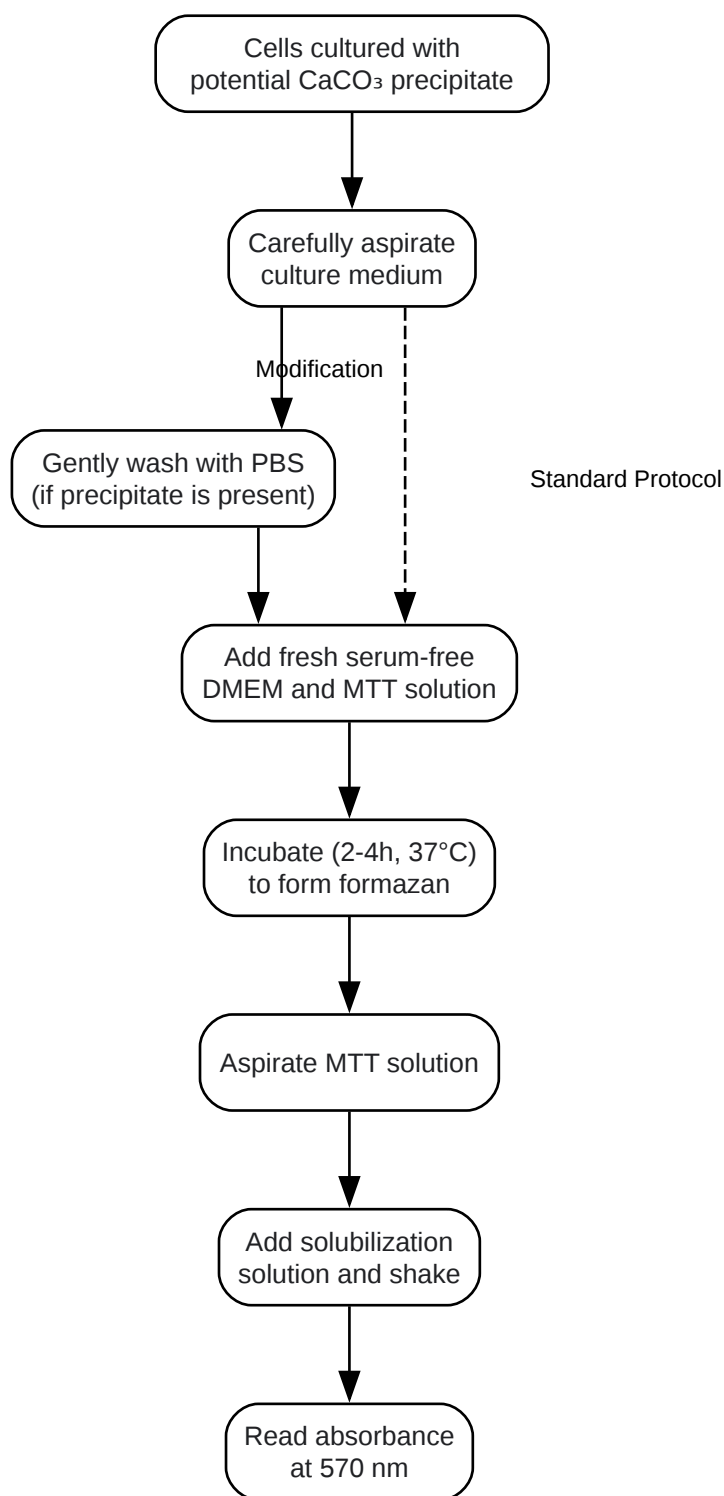 Cells cultured with
potential CaCO₃ precipitate
Carefully aspirate
culture medium
Modification
Gently wash with PBS
(if precipitate is present)
Standard Protocol
Add fresh serum-free
DMEM and MTT solution
Incubate (2-4h, 37°C)
to form formazan
Aspirate MTT solution
Add solubilization
solution and shake
Read absorbance
at 570 nm